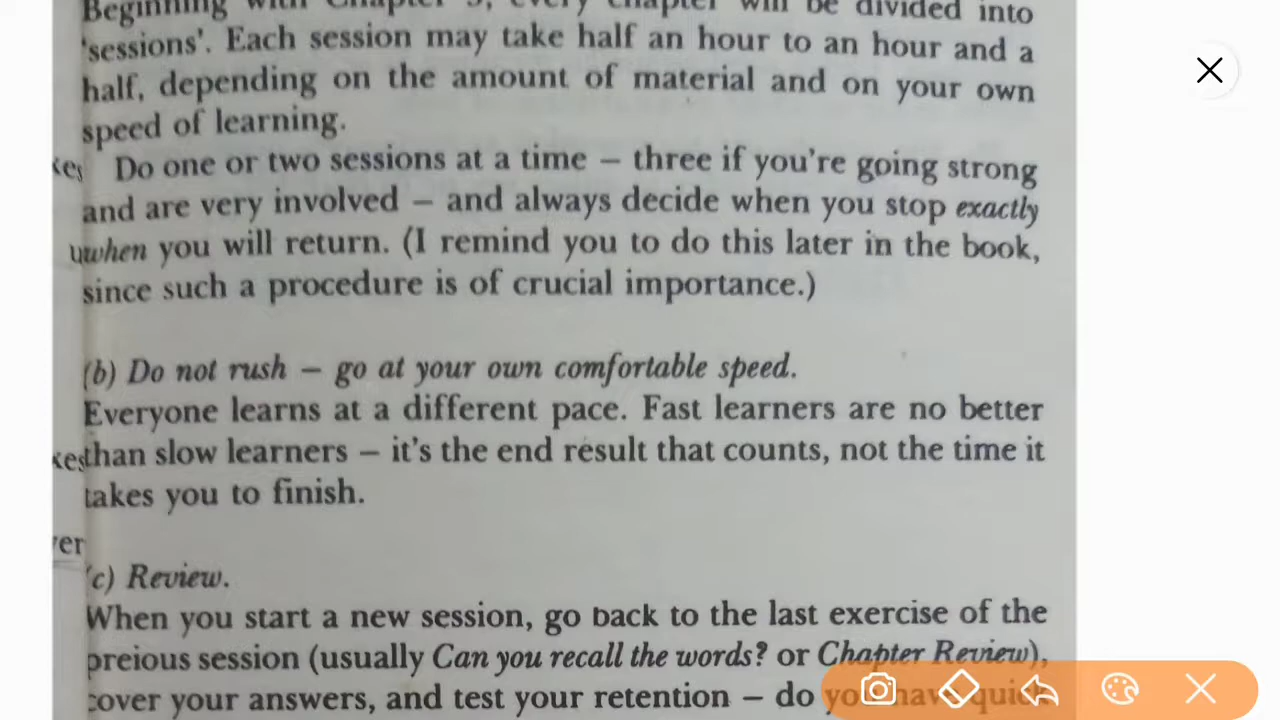 Beginning with Chapter 3, every chapter will be divided into
'sessions'. Each session may take half an hour to an hour and a
half, depending on the amount of material and on your own
speed of learning.
Do one or two sessions at a time – three if you're going strong
and are very involved – and always decide when you stop exactly
when you will return. (I remind you to do this later in the book,
since such a procedure is of crucial importance.)
(b) Do not rush – go at your own comfortable speed.
Everyone learns at a different pace. Fast learners are no better
than slow learners – it's the end result that counts, not the time it
takes you to finish.
(c) Review.
When you start a new session, go back to the last exercise of the
preious session (usually Can you recall the words? or Chapter Review),
cover your answers, and test your retention – do you have quick